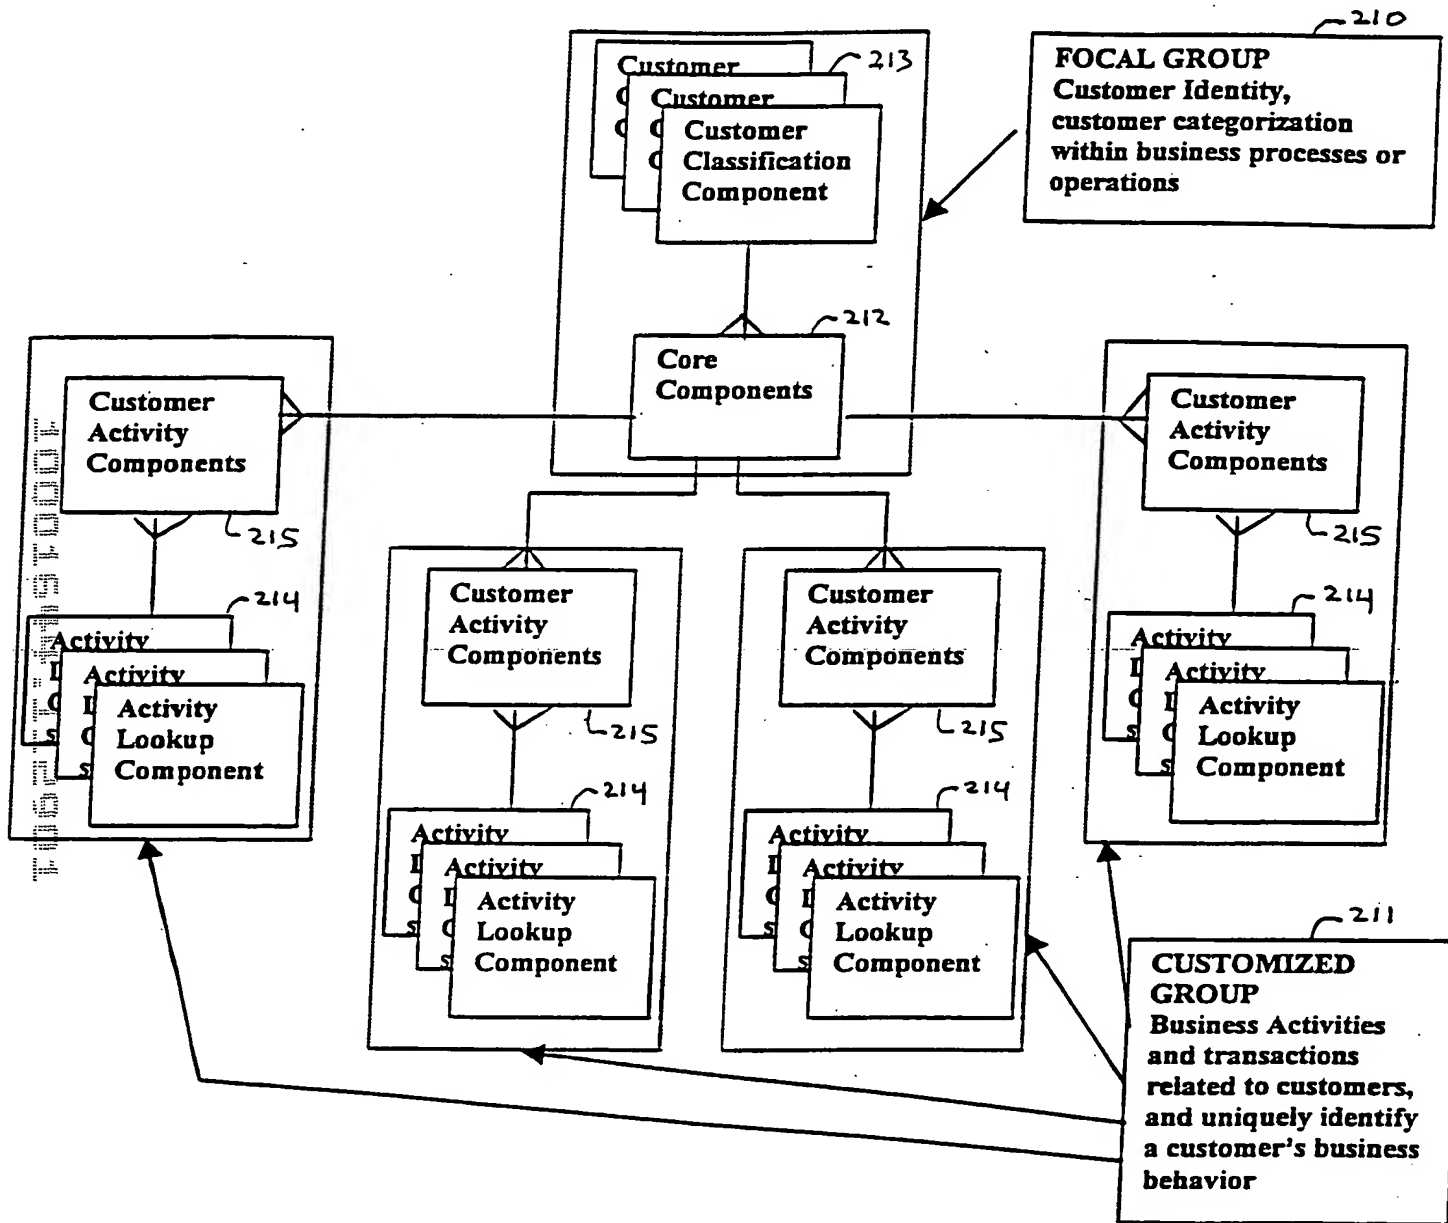 210
FOCAL GROUP
Customer Identity,
customer categorization
within business processes or
operations
213
Customer
Customer
Customer
Classification
Component
212
Core
Components
Customer
Activity
Components
215
214
Activity
Activity
Activity
Lookup
Component
Customer
Activity
Components
215
214
Activity
Activity
Activity
Lookup
Component
Customer
Activity
Components
215
214
Activity
Activity
Activity
Lookup
Component
Customer
Activity
Components
215
214
Activity
Activity
Activity
Lookup
Component
211
CUSTOMIZED
GROUP
Business Activities
and transactions
related to customers,
and uniquely identify
a customer's business
behavior